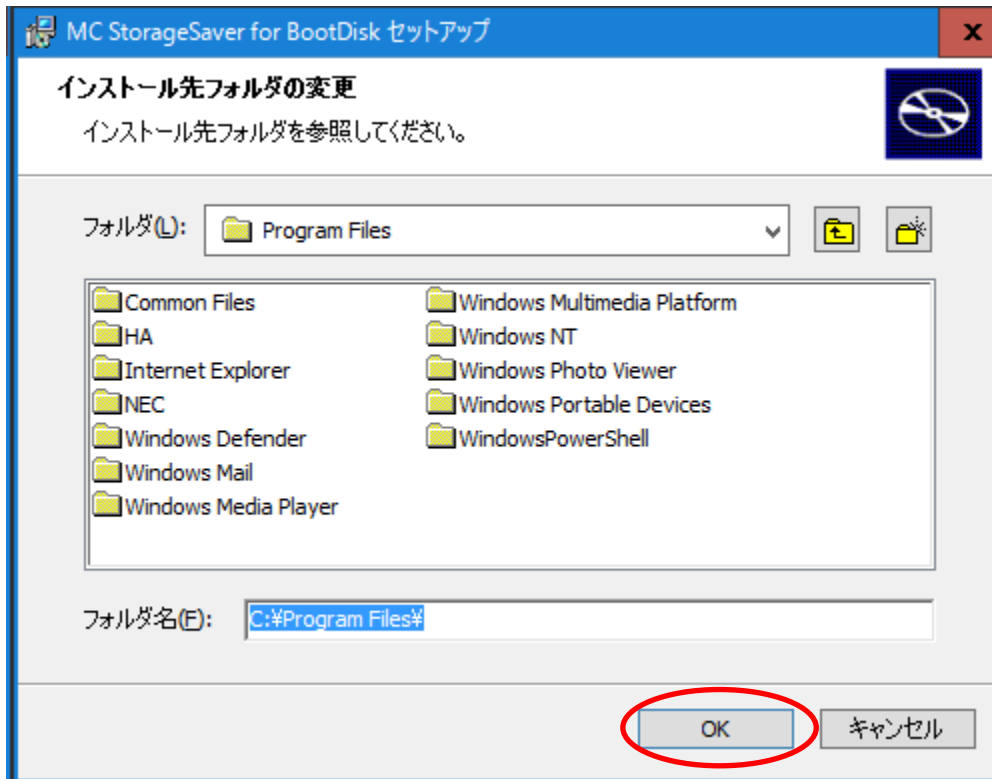 MC StorageSaver for BootDisk セットアップ
インストール先フォルダの変更
インストール先フォルダを参照してください。
フォルダ(L): Program Files
Common Files
HA
Internet Explorer
NEC
Windows Defender
Windows Mail
Windows Media Player
Windows Multimedia Platform
Windows NT
Windows Photo Viewer
Windows Portable Devices
WindowsPowerShell
フォルダ名(F): C:¥Program Files¥
OK キャンセル